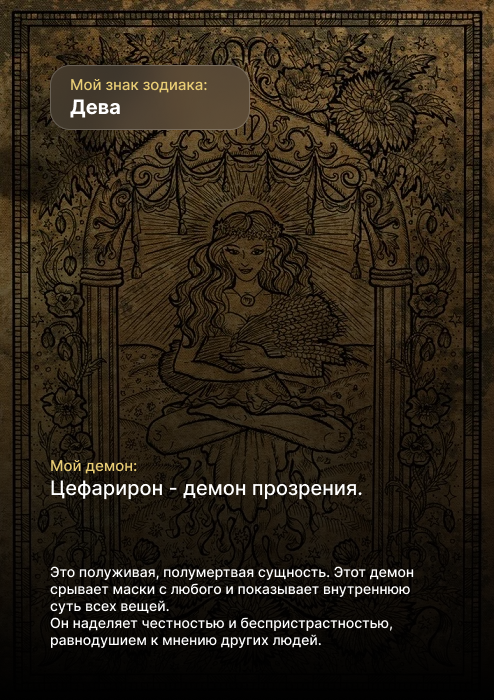 Мой знак зодиака:
Дева
Мой демон:
Цефарирон - демон прозрения.
Это полуживая, полумертвая сущность. Этот демон
срывает маски с любого и показывает внутреннюю
суть всех вещей.
Он наделяет честностью и беспристрастностью,
равнодушием к мнению других людей.